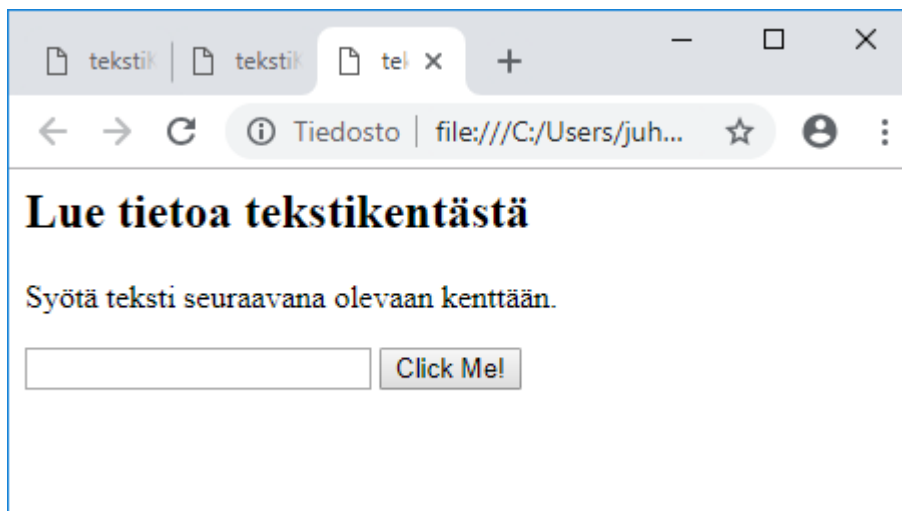 tekstiK tekstiK tek
Tiedosto file:///C:/Users/juh...
Lue tietoa tekstikentästä
Syötä teksti seuraavana olevaan kenttään.
Click Me!